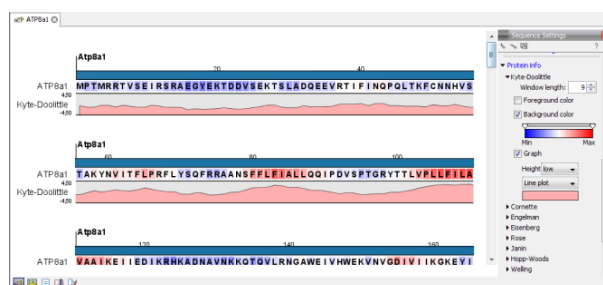 ATP8a1
Sequence Settings
?
Atp8a1
20
40
ATP8a1
MPTMRRTVSEIRSRAEGYEKTDDVSEKTSLADQEEVRTIFINQPQLTKFCNNHVS
4,50
Kyte-Doolittle
-4,50
Atp8a1
60
80
100
ATP8a1
TAKYNVITFLPRFLYSQFRRAANSFFLFIALLQQIPDVSPTGRYTTLVPLLFILA
4,50
Kyte-Doolittle
-4,50
Atp8a1
120
140
160
ATP8a1
VAAIKEIIEDIKRHKADNAVNKKQTQVLRNGAWEIVHWEKVNVGDIVIIKGKEYI
Protein info
Kyte-Doolittle
Window length: 9
Foreground color
Background color
Min Max
Graph
Height low
Line plot
Cornette
Engelman
Eisenberg
Rose
Janin
Hopp-Woods
Welling